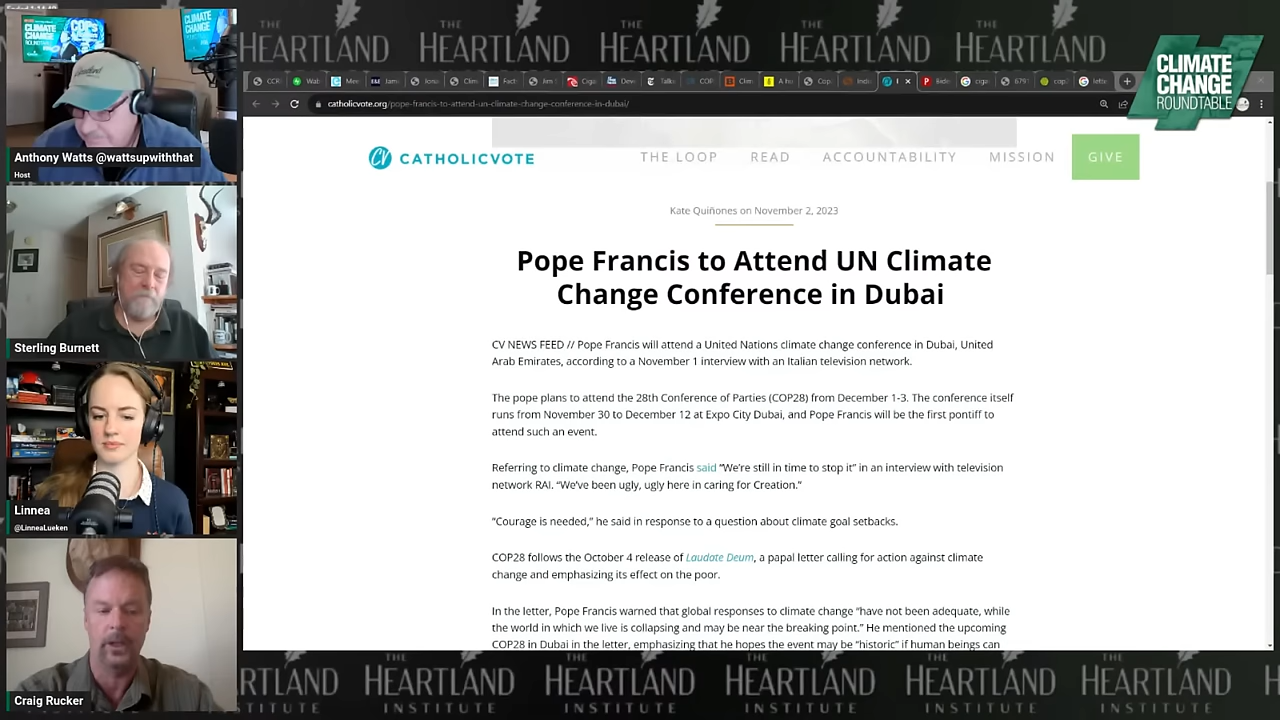 CLIMATE
CHANGE
ROUNDTABLE
Anthony Watts @wattsupwiththat
Host
Sterling Burnett
Linnea
@LinneaLueken
Craig Rucker
THE HEARTLAND INSTITUTE
CLIMATE
CHANGE
ROUNDTABLE
catholicvote.org/pope-francis-to-attend-un-climate-change-conference-in-dubai/
CV CATHOLICVOTE
THE LOOP READ ACCOUNTABILITY MISSION GIVE
Kate Quiñones on November 2, 2023
Pope Francis to Attend UN Climate
Change Conference in Dubai
CV NEWS FEED // Pope Francis will attend a United Nations climate change conference in Dubai, United
Arab Emirates, according to a November 1 interview with an Italian television network.
The pope plans to attend the 28th Conference of Parties (COP28) from December 1-3. The conference itself
runs from November 30 to December 12 at Expo City Dubai, and Pope Francis will be the first pontiff to
attend such an event.
Referring to climate change, Pope Francis said “We’re still in time to stop it” in an interview with television
network RAI. “We’ve been ugly, ugly here in caring for Creation.”
“Courage is needed,” he said in response to a question about climate goal setbacks.
COP28 follows the October 4 release of Laudate Deum, a papal letter calling for action against climate
change and emphasizing its effect on the poor.
In the letter, Pope Francis warned that global responses to climate change “have not been adequate, while
the world in which we live is collapsing and may be near the breaking point.” He mentioned the upcoming
COP28 in Dubai in the letter, emphasizing that he hopes the event may be “historic” if human beings can